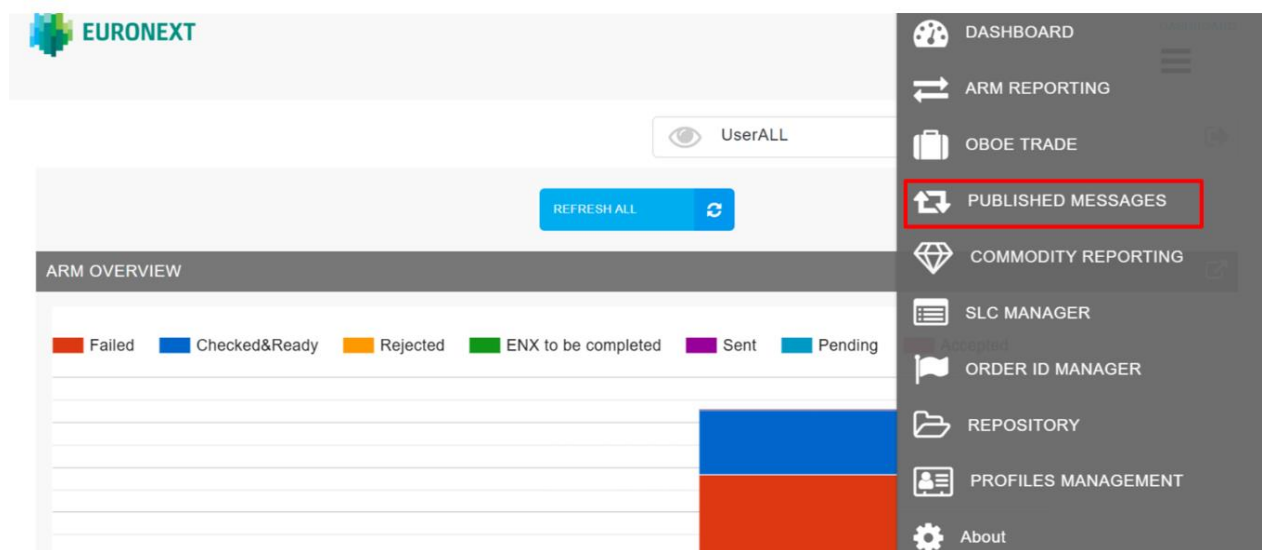 EURONEXT
UserALL
REFRESH ALL
ARM OVERVIEW
Failed Checked&Ready Rejected ENX to be completed Sent Pending Accepted
DASHBOARD
ARM REPORTING
OBOE TRADE
PUBLISHED MESSAGES
COMMODITY REPORTING
SLC MANAGER
ORDER ID MANAGER
REPOSITORY
PROFILES MANAGEMENT
About